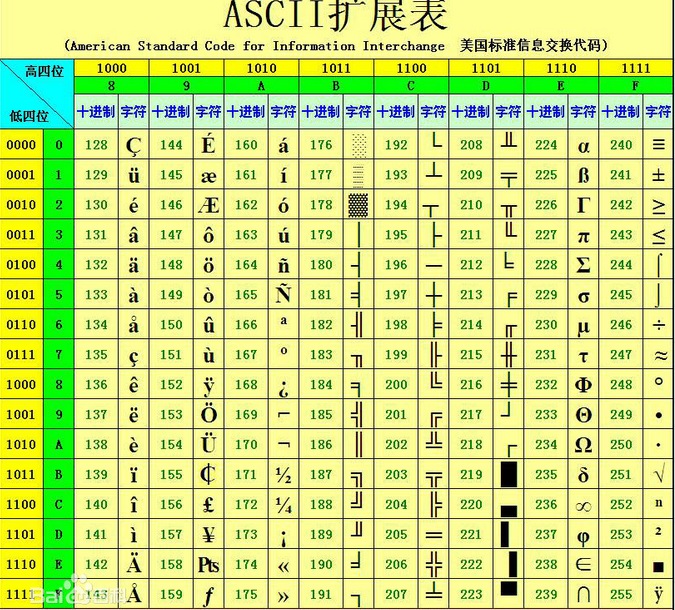 ASCII扩展表
(American Standard Code for Information Interchange 美国标准信息交换代码)
高四位 1000 1001 1010 1011 1100 1101 1110 1111
8 9 A B C D E F
低四位 十进制 字符 十进制 字符 十进制 字符 十进制 字符 十进制 字符 十进制 字符 十进制 字符 十进制 字符
0000 0 128 Ç 144 É 160 á 176 ░ 192 └ 208 ╨ 224 α 240 ≡
0001 1 129 ü 145 æ 161 í 177 ▒ 193 ┴ 209 ╤ 225 ß 241 ±
0010 2 130 é 146 Æ 162 ó 178 ▓ 194 ┬ 210 ╥ 226 Γ 242 ≥
0011 3 131 â 147 ô 163 ú 179 │ 195 ├ 211 ╙ 227 π 243 ≤
0100 4 132 ä 148 ö 164 ñ 180 ┤ 196 ─ 212 ╘ 228 Σ 244 ⌠
0101 5 133 à 149 ò 165 Ñ 181 ╡ 197 ┼ 213 ╒ 229 σ 245 ⌡
0110 6 134 å 150 û 166 ª 182 ╢ 198 ╞ 214 ╓ 230 µ 246 ÷
0111 7 135 ç 151 ù 167 º 183 ╖ 199 ╟ 215 ╫ 231 τ 247 ≈
1000 8 136 ê 152 ÿ 168 ¿ 184 ╕ 200 ╚ 216 ╪ 232 Φ 248 °
1001 9 137 ë 153 Ö 169 ⌐ 185 ╣ 201 ╔ 217 ┘ 233 Θ 249 •
1010 A 138 è 154 Ü 170 ¬ 186 ║ 202 ╩ 218 ┌ 234 Ω 250 ·
1011 B 139 ï 155 ₵ 171 ½ 187 ╗ 203 ╦ 219 █ 235 δ 251 √
1100 C 140 î 156 £ 172 ¼ 188 ╝ 204 ╠ 220 ▄ 236 ∞ 252 ⁿ
1101 D 141 ì 157 ¥ 173 ¡ 189 ╜ 205 ═ 221 ▌ 237 φ 253 ²
1110 E 142 Ä 158 ₧ 174 « 190 ╛ 206 ╬ 222 ▐ 238 ∈ 254 ■
1111 143 Å 159 ƒ 175 » 191 ┐ 207 ╧ 223 ▀ 239 ∩ 255 ÿ
Bai百科